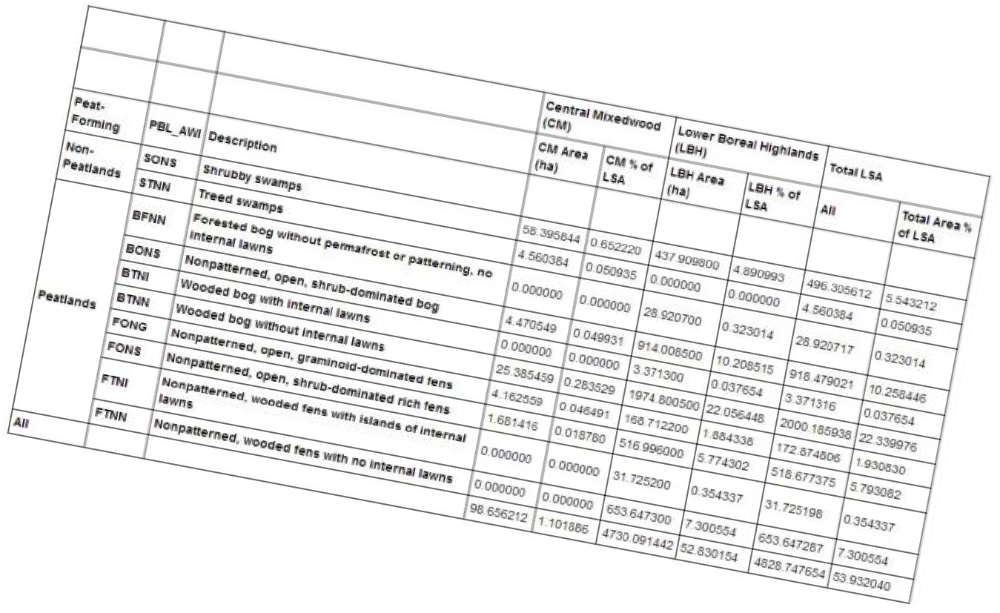 Central Mixedwood (CM) Lower Boreal Highlands (LBH) Total LSA
CM Area (ha) CM % of LSA LBH Area (ha) LBH % of LSA All Total Area % of LSA
Peat-Forming PBL_AWI Description
Non-Peatlands SONS Shrubby swamps 58.395844 0.652220 437.909800 4.890993 496.305612 5.543212
STNN Treed swamps 4.560384 0.050935 0.000000 0.000000 4.560384 0.050935
Peatlands BFNN Forested bog without permafrost or patterning, no internal lawns 0.000000 0.000000 28.920700 0.323014 28.920717 0.323014
BONS Nonpatterned, open, shrub-dominated bog 4.470549 0.049931 914.008500 10.208515 918.479021 10.258446
BTNI Wooded bog with internal lawns 0.000000 0.000000 3.371300 0.037654 3.371316 0.037654
BTNN Wooded bog without internal lawns 25.385459 0.283529 1974.800500 22.056448 2000.185938 22.339976
FONG Nonpatterned, open, graminoid-dominated fens 4.162559 0.046491 168.712200 1.884338 172.874806 1.930830
FONS Nonpatterned, open, shrub-dominated rich fens 1.681416 0.018780 516.996000 5.774302 518.677375 5.793082
FTNI Nonpatterned, wooded fens with islands of internal lawns 0.000000 0.000000 31.725200 0.354337 31.725198 0.354337
FTNN Nonpatterned, wooded fens with no internal lawns 0.000000 0.000000 653.647300 7.300554 653.647287 7.300554
All 98.656212 1.101886 4730.091442 52.830154 4828.747654 53.932040